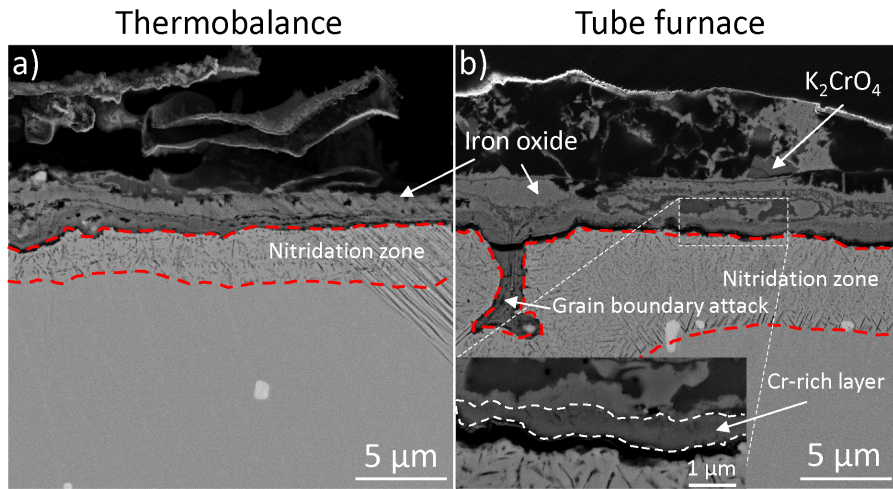 Thermobalance
Tube furnace
a)
b)
K₂CrO₄
Iron oxide
Nitridation zone
Nitridation zone
Grain boundary attack
Cr-rich layer
1 μm
5 μm
5 μm